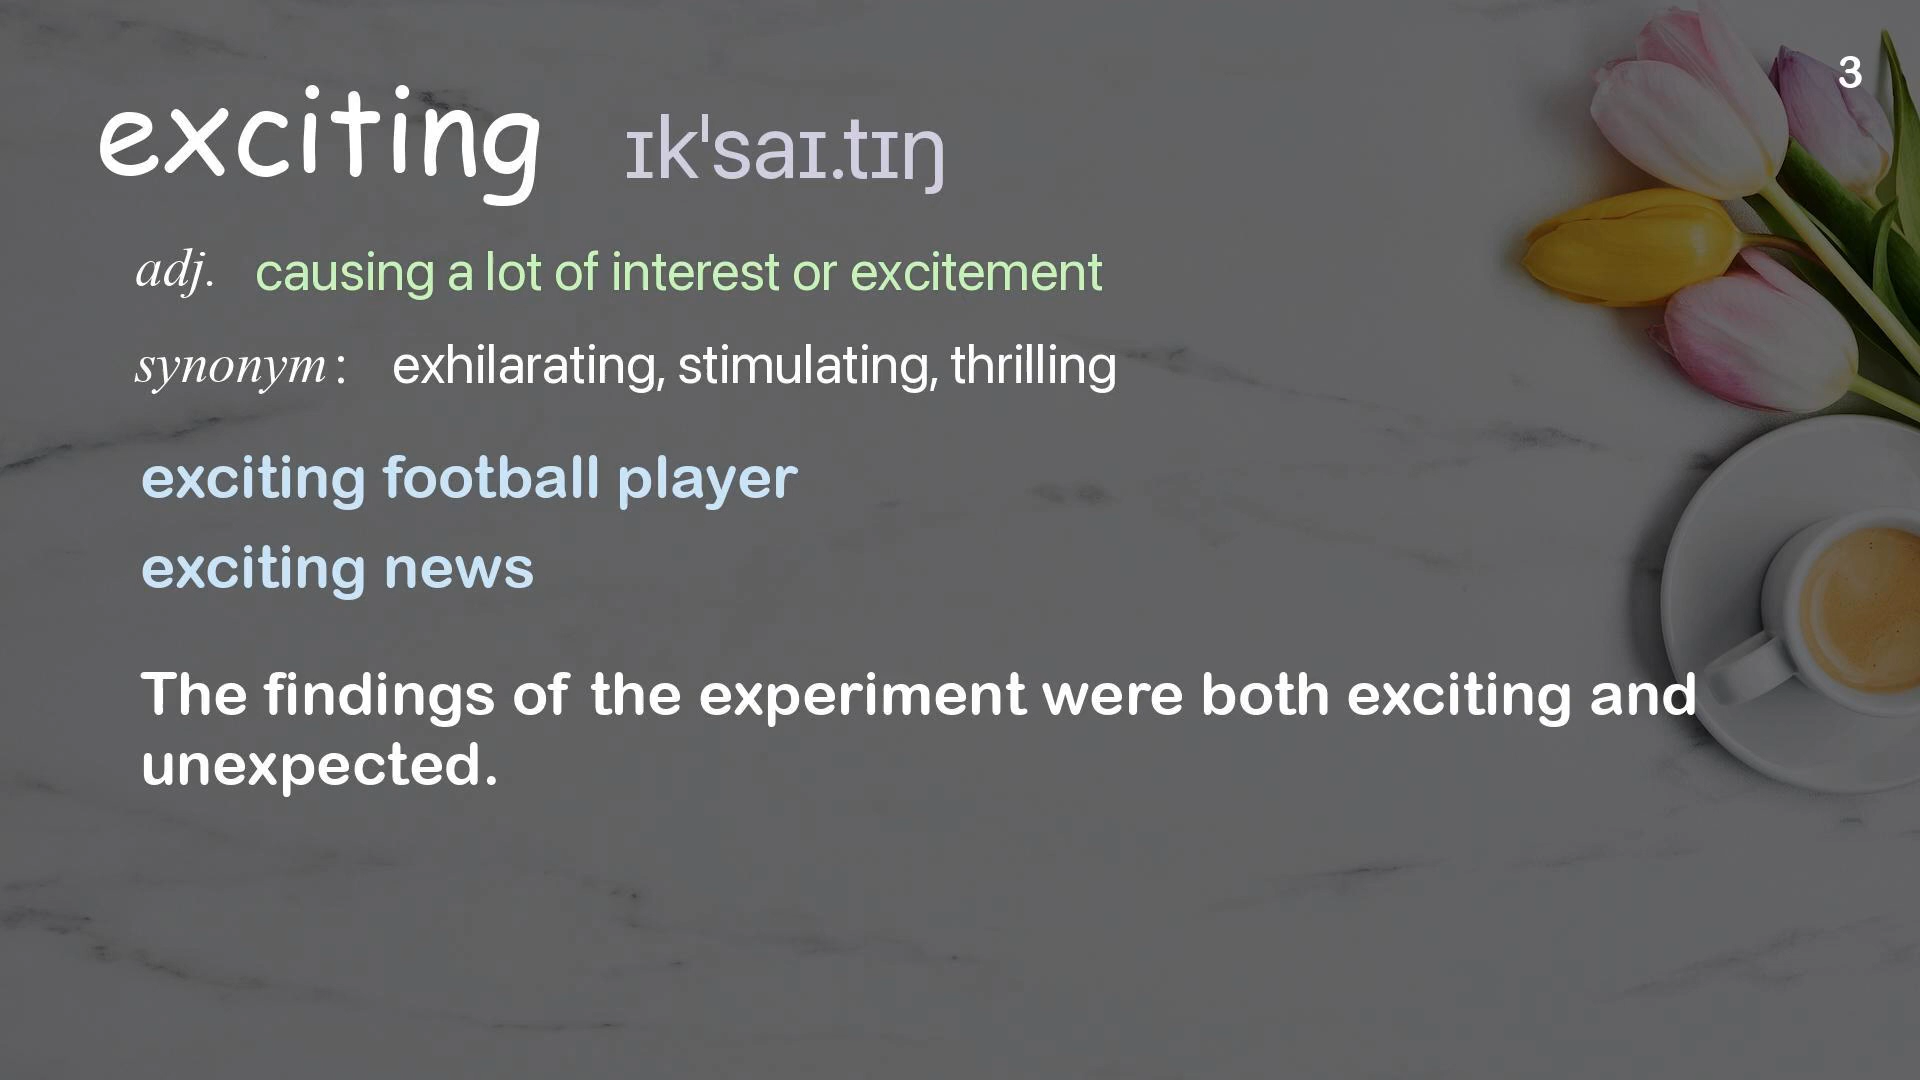 3
exciting ɪkˈsaɪ.tɪŋ
adj. causing a lot of interest or excitement
synonym: exhilarating, stimulating, thrilling
exciting football player
exciting news
The findings of the experiment were both exciting and
unexpected.